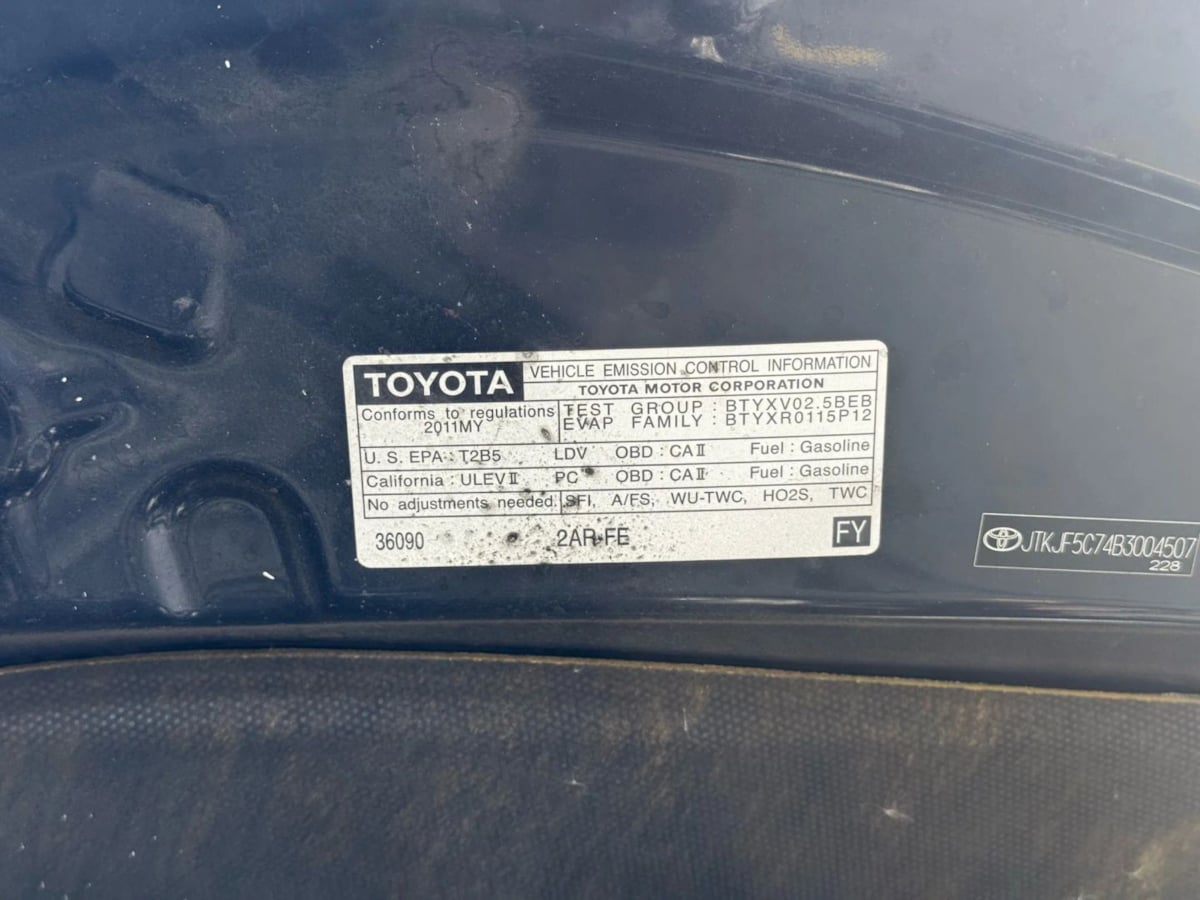 TOYOTA
VEHICLE EMISSION CONTROL INFORMATION
TOYOTA MOTOR CORPORATION
Conforms to regulations
2011MY
TEST GROUP : BTYXV02.5BEB
EVAP FAMILY : BTYXR0115P12
U. S. EPA : T2B5 LDV OBD : CAⅡ Fuel : Gasoline
California : ULEVⅡ PC OBD : CAⅡ Fuel : Gasoline
No adjustments needed. SFI, A/FS, WU-TWC, HO2S, TWC
36090 2AR-FE FY
JTKJF5C74B3004507
228